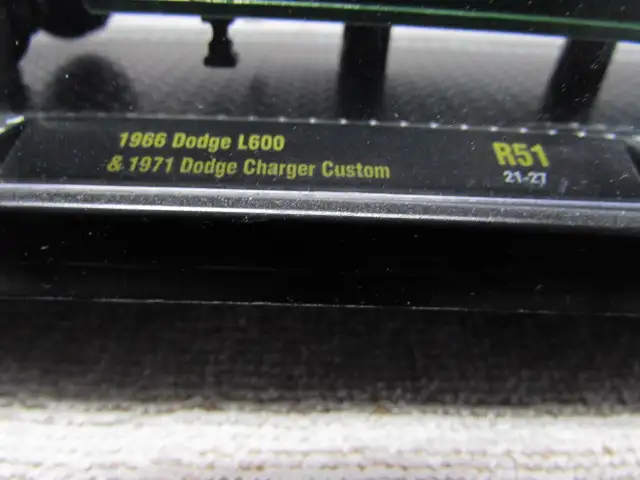 1966 Dodge L600
& 1971 Dodge Charger Custom
R51
21-27